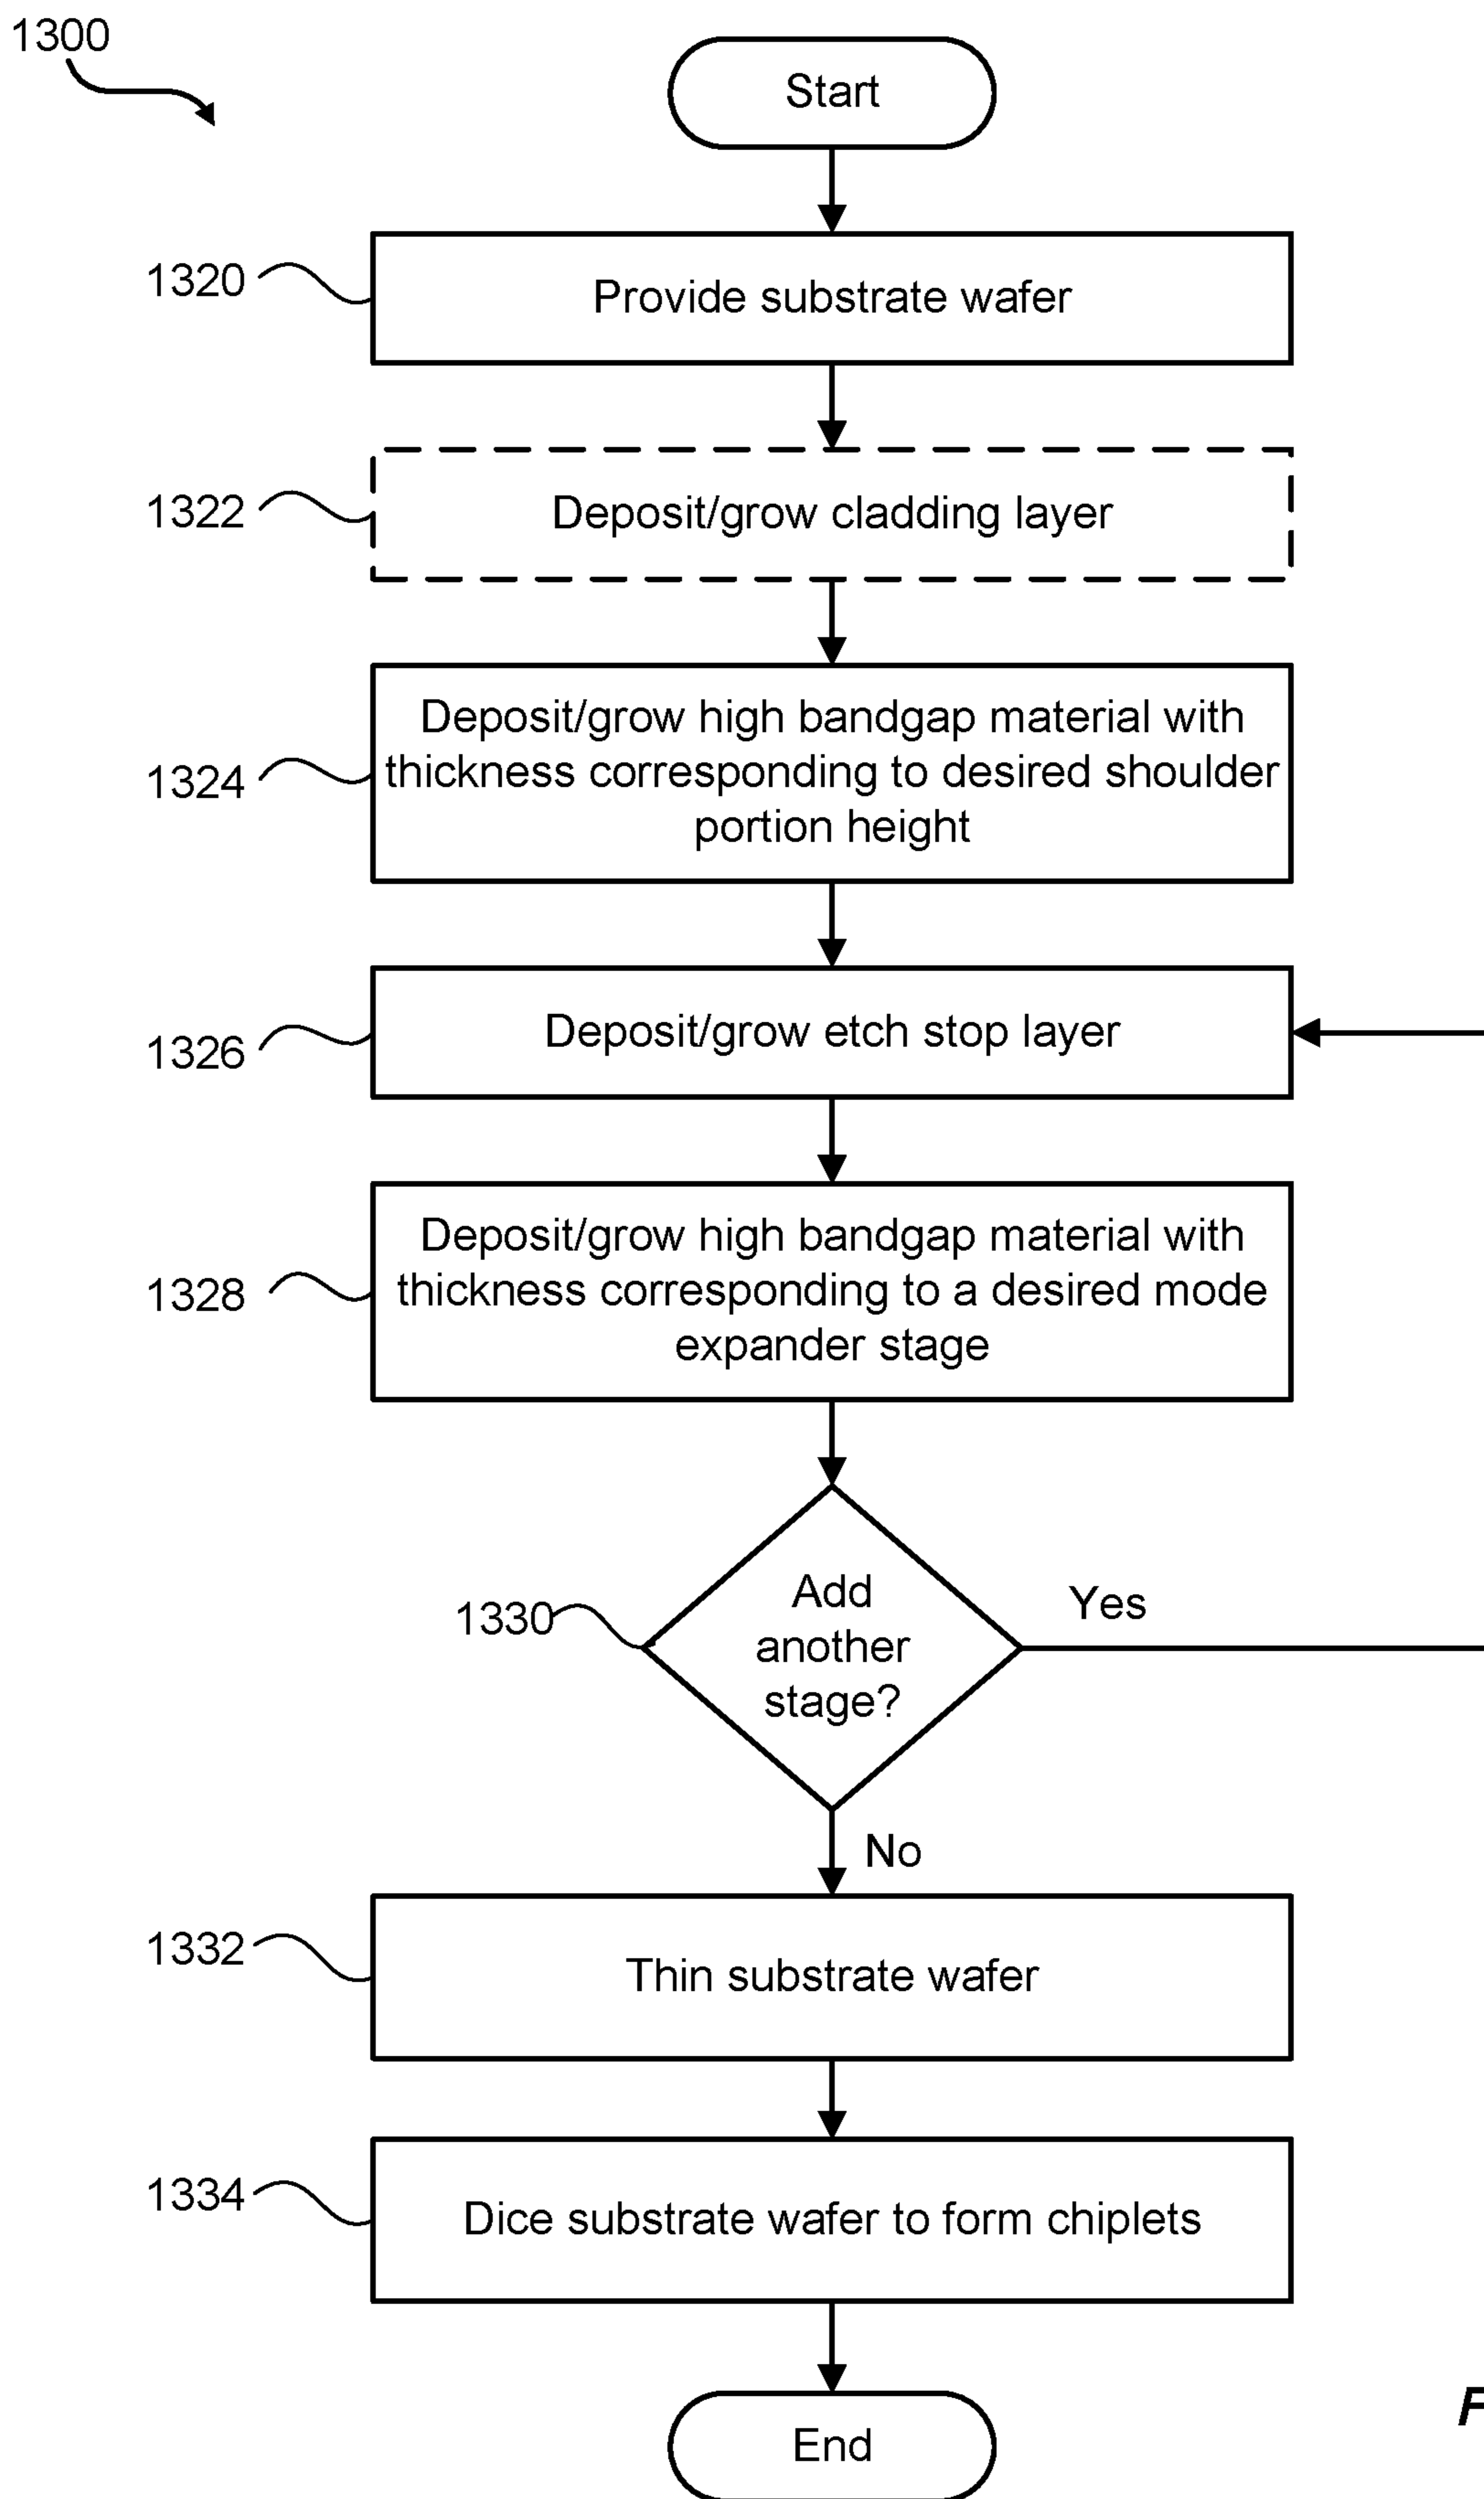 1300
Start
1320
Provide substrate wafer
1322
Deposit/grow cladding layer
1324
Deposit/grow high bandgap material with
thickness corresponding to desired shoulder
portion height
1326
Deposit/grow etch stop layer
1328
Deposit/grow high bandgap material with
thickness corresponding to a desired mode
expander stage
1330
Add
another
stage?
Yes
No
1332
Thin substrate wafer
1334
Dice substrate wafer to form chiplets
End